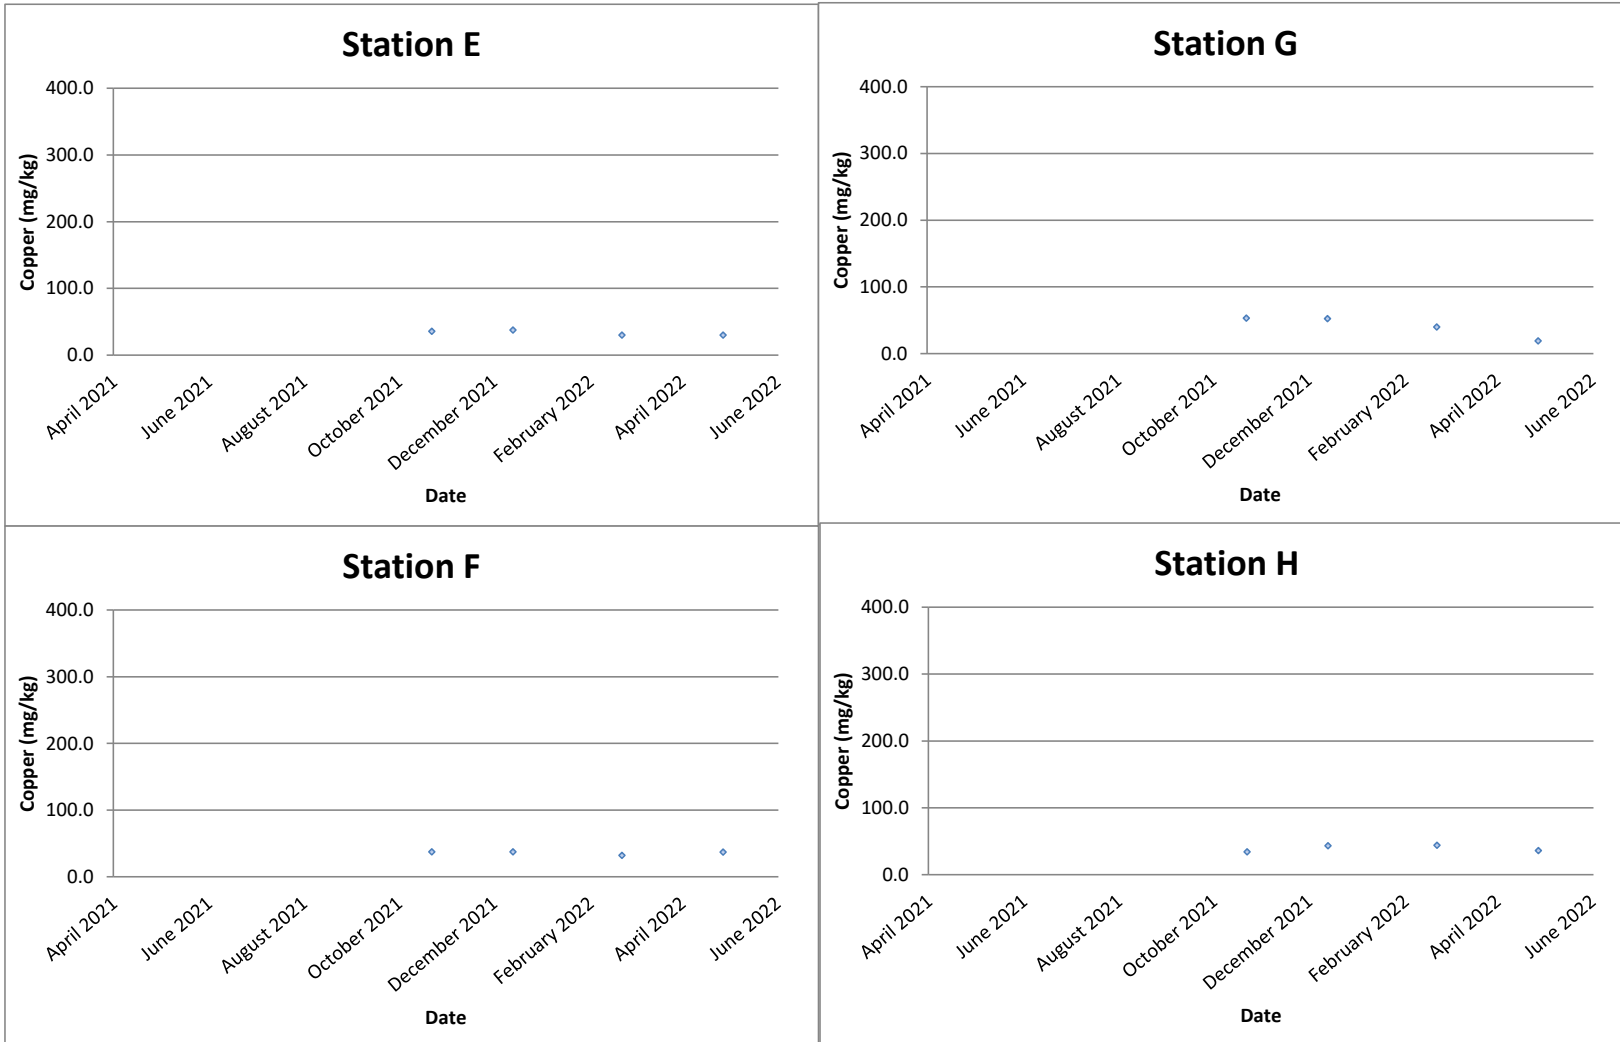 Station E
400.0
300.0
200.0
100.0
0.0
Copper (mg/kg)
April 2021
June 2021
August 2021
October 2021
December 2021
February 2022
April 2022
June 2022
Date
Station G
400.0
300.0
200.0
100.0
0.0
Copper (mg/kg)
April 2021
June 2021
August 2021
October 2021
December 2021
February 2022
April 2022
June 2022
Date
Station F
400.0
300.0
200.0
100.0
0.0
Copper (mg/kg)
April 2021
June 2021
August 2021
October 2021
December 2021
February 2022
April 2022
June 2022
Date
Station H
400.0
300.0
200.0
100.0
0.0
Copper (mg/kg)
April 2021
June 2021
August 2021
October 2021
December 2021
February 2022
April 2022
June 2022
Date